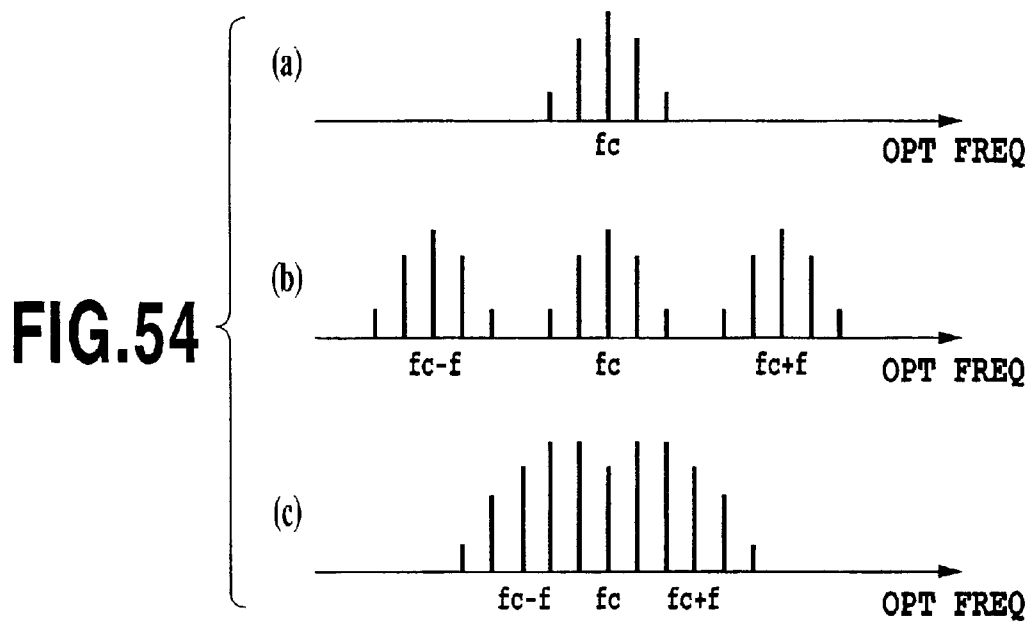 (a)
fc
OPT FREQ
FIG.54
(b)
fc-f fc fc+f
OPT FREQ
(c)
fc-f fc fc+f
OPT FREQ